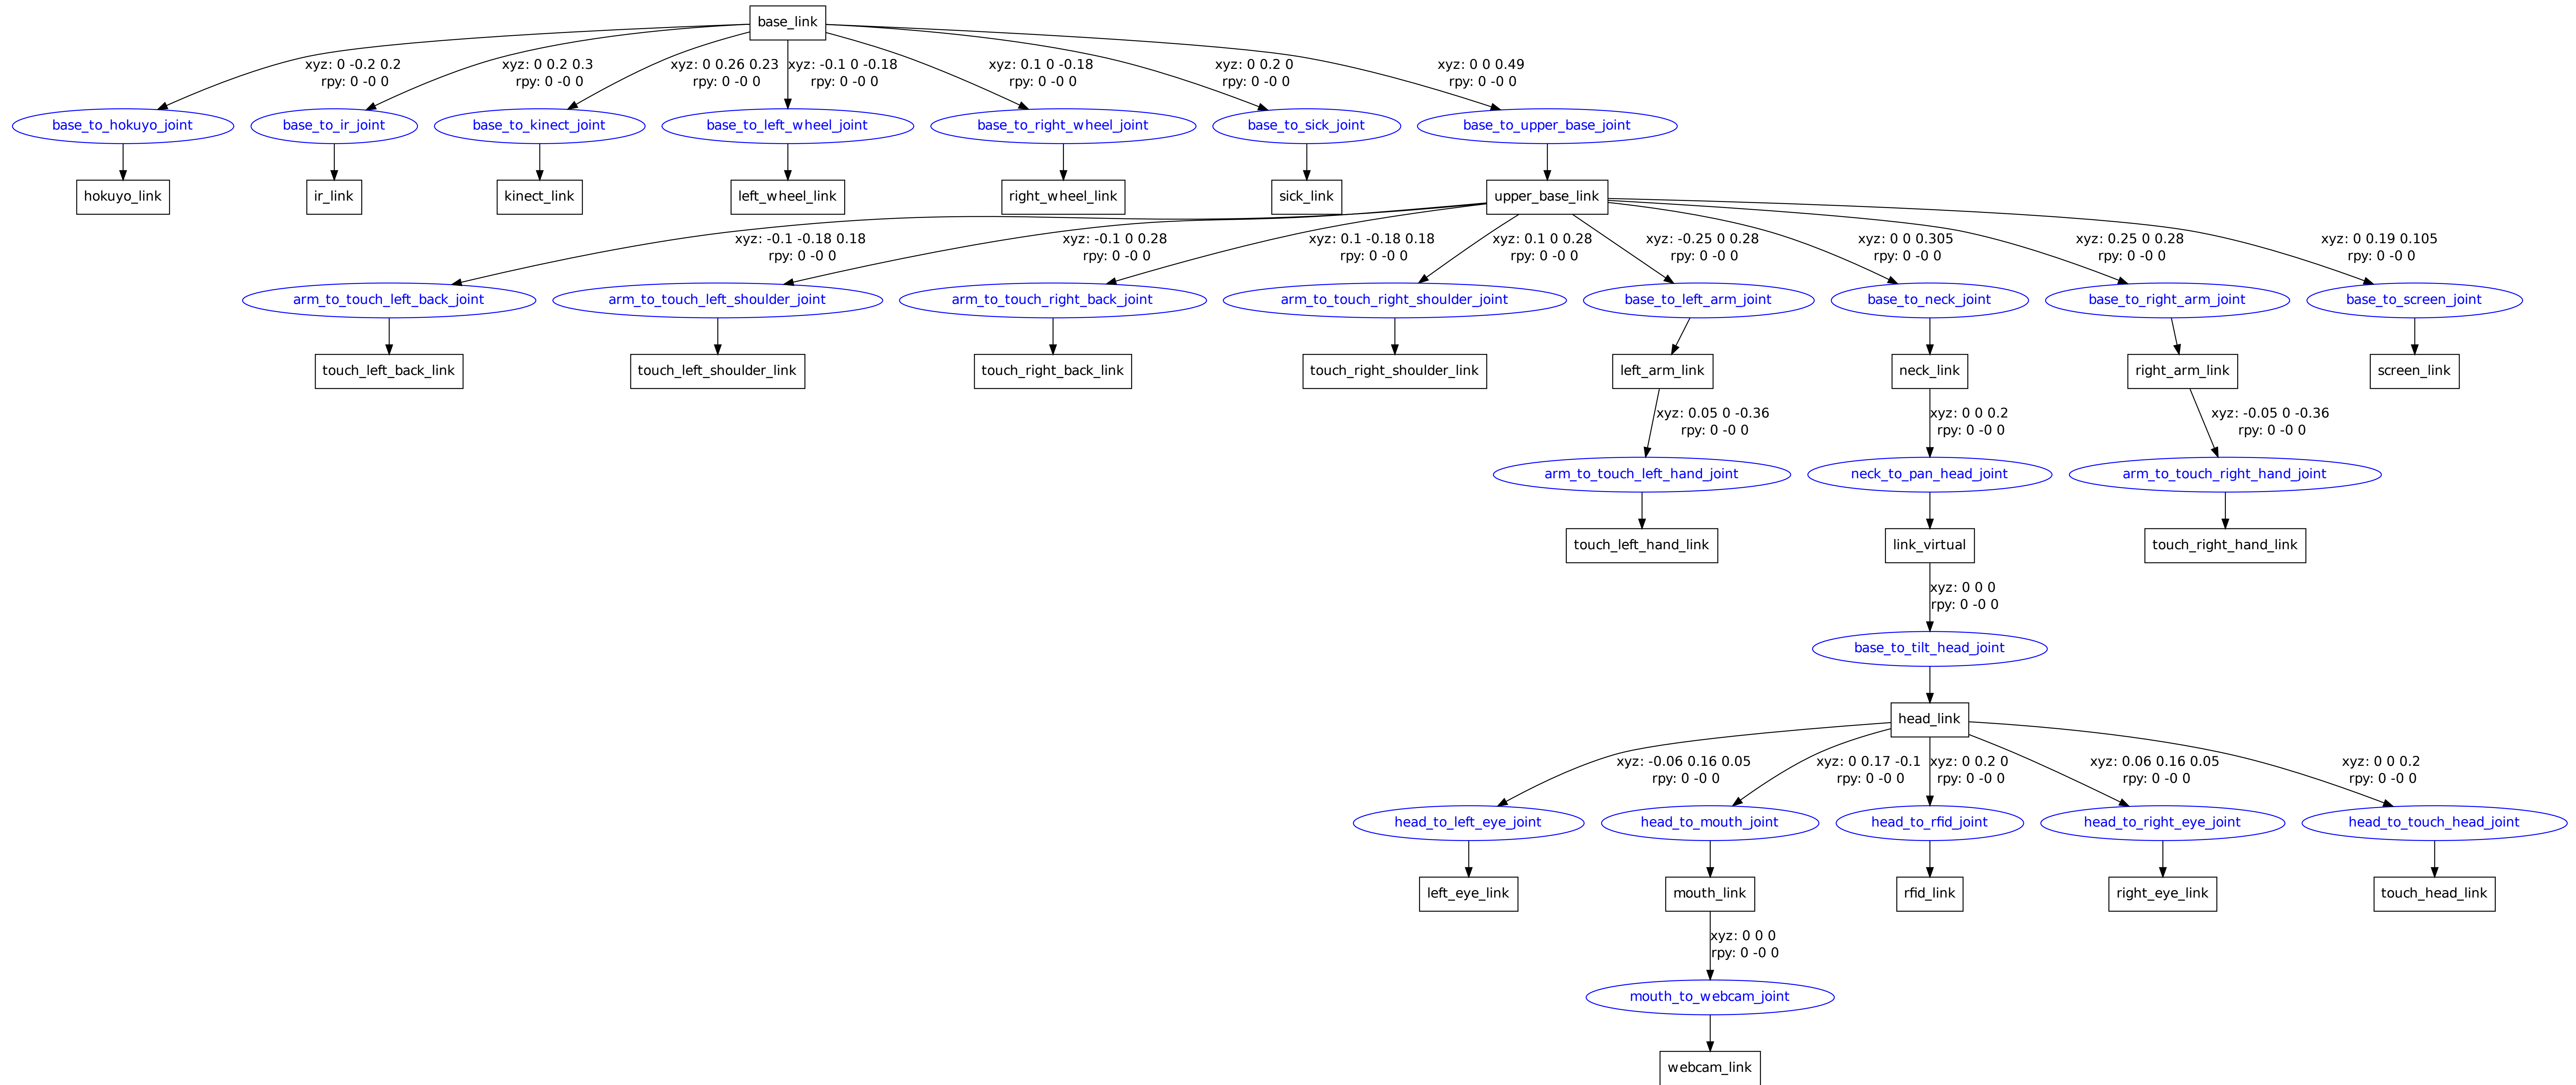 base_link
xyz: 0 -0.2 0.2
rpy: 0 -0 0
xyz: 0 0.2 0.3
rpy: 0 -0 0
xyz: 0 0.26 0.23
rpy: 0 -0 0
xyz: -0.1 0 -0.18
rpy: 0 -0 0
xyz: 0.1 0 -0.18
rpy: 0 -0 0
xyz: 0 0.2 0
rpy: 0 -0 0
xyz: 0 0 0.49
rpy: 0 -0 0
base_to_hokuyo_joint
base_to_ir_joint
base_to_kinect_joint
base_to_left_wheel_joint
base_to_right_wheel_joint
base_to_sick_joint
base_to_upper_base_joint
hokuyo_link
ir_link
kinect_link
left_wheel_link
right_wheel_link
sick_link
upper_base_link
xyz: -0.1 -0.18 0.18
rpy: 0 -0 0
xyz: -0.1 0 0.28
rpy: 0 -0 0
xyz: 0.1 -0.18 0.18
rpy: 0 -0 0
xyz: 0.1 0 0.28
rpy: 0 -0 0
xyz: -0.25 0 0.28
rpy: 0 -0 0
xyz: 0 0 0.305
rpy: 0 -0 0
xyz: 0.25 0 0.28
rpy: 0 -0 0
xyz: 0 0.19 0.105
rpy: 0 -0 0
arm_to_touch_left_back_joint
arm_to_touch_left_shoulder_joint
arm_to_touch_right_back_joint
arm_to_touch_right_shoulder_joint
base_to_left_arm_joint
base_to_neck_joint
base_to_right_arm_joint
base_to_screen_joint
touch_left_back_link
touch_left_shoulder_link
touch_right_back_link
touch_right_shoulder_link
left_arm_link
neck_link
right_arm_link
screen_link
xyz: 0.05 0 -0.36
rpy: 0 -0 0
xyz: 0 0 0.2
rpy: 0 -0 0
xyz: -0.05 0 -0.36
rpy: 0 -0 0
arm_to_touch_left_hand_joint
neck_to_pan_head_joint
arm_to_touch_right_hand_joint
touch_left_hand_link
link_virtual
touch_right_hand_link
xyz: 0 0 0
rpy: 0 -0 0
base_to_tilt_head_joint
head_link
xyz: -0.06 0.16 0.05
rpy: 0 -0 0
xyz: 0 0.17 -0.1
rpy: 0 -0 0
xyz: 0 0.2 0
rpy: 0 -0 0
xyz: 0.06 0.16 0.05
rpy: 0 -0 0
xyz: 0 0 0.2
rpy: 0 -0 0
head_to_left_eye_joint
head_to_mouth_joint
head_to_rfid_joint
head_to_right_eye_joint
head_to_touch_head_joint
left_eye_link
mouth_link
rfid_link
right_eye_link
touch_head_link
xyz: 0 0 0
rpy: 0 -0 0
mouth_to_webcam_joint
webcam_link